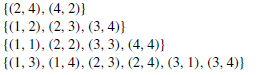 {(2, 4), (4, 2)}
{(1, 2), (2, 3), (3, 4)}
{(1, 1), (2, 2), (3, 3), (4, 4)}
{(1, 3), (1, 4), (2, 3), (2, 4), (3, 1), (3, 4)}